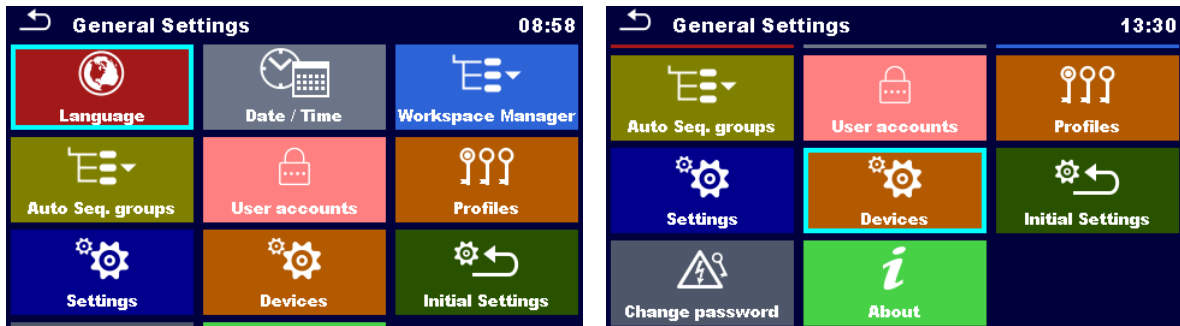 General Settings 08:58
Language Date / Time Workspace Manager
Auto Seq. groups User accounts Profiles
Settings Devices Initial Settings
General Settings 13:30
Auto Seq. groups User accounts Profiles
Settings Devices Initial Settings
Change password About